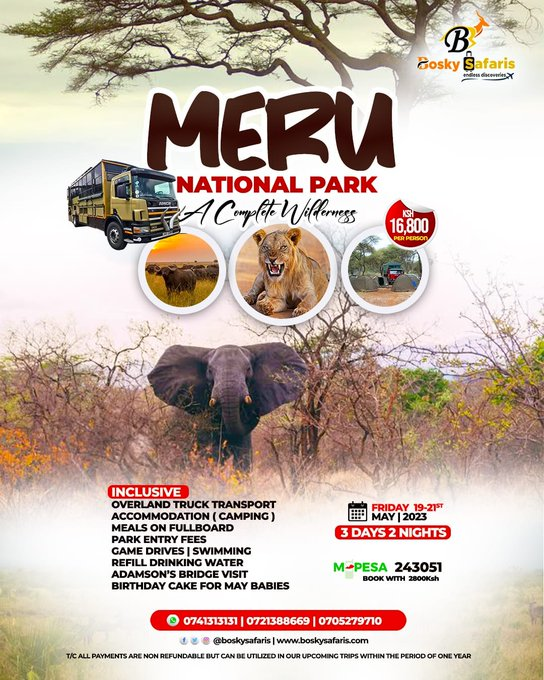 B
Bosky Safaris
endless discoveries
MERU
NATIONAL PARK
A Complete Wilderness
KSH
16,800
PER PERSON
INCLUSIVE
OVERLAND TRUCK TRANSPORT
ACCOMMODATION ( CAMPING )
MEALS ON FULLBOARD
PARK ENTRY FEES
GAME DRIVES | SWIMMING
REFILL DRINKING WATER
ADAMSON'S BRIDGE VISIT
BIRTHDAY CAKE FOR MAY BABIES
FRIDAY 19-21ST
MAY | 2023
3 DAYS 2 NIGHTS
M-PESA 243051
BOOK WITH 2800Ksh
0741313131 | 0721388669 | 0705279710
@boskysafaris | www.boskysafaris.com
T/C ALL PAYMENTS ARE NON REFUNDABLE BUT CAN BE UTILIZED IN OUR UPCOMING TRIPS WITHIN THE PERIOD OF ONE YEAR